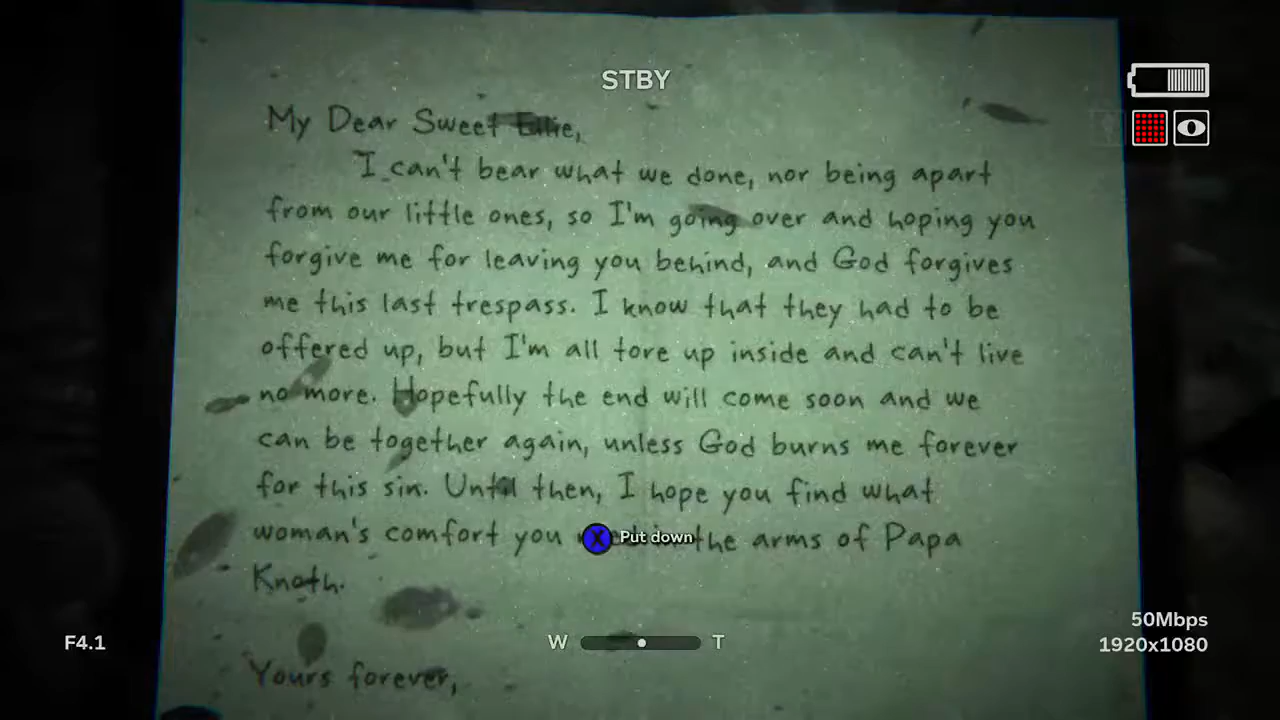 STBY
My Dear Sweet Ellie,
I can't bear what we done, nor being apart
from our little ones, so I'm going over and hoping you
forgive me for leaving you behind, and God forgives
me this last trespass. I know that they had to be
offered up, but I'm all tore up inside and can't live
no more. Hopefully the end will come soon and we
can be together again, unless God burns me forever
for this sin. Until then, I hope you find what
woman's comfort you the arms of Papa
X Put down
Knoth.
50Mbps
F4.1
W T
1920x1080
Yours forever,